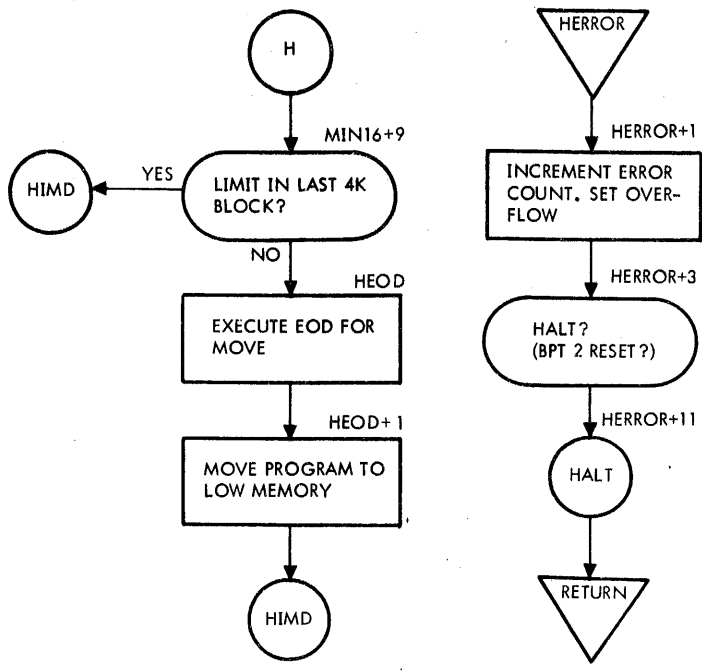 H
MIN16+9
YES
HIMD
LIMIT IN LAST 4K
BLOCK?
NO
HEOD
EXECUTE EOD FOR
MOVE
HEOD+1
MOVE PROGRAM TO
LOW MEMORY
HIMD
HERROR
HERROR+1
INCREMENT ERROR
COUNT. SET OVER-
FLOW
HERROR+3
HALT?
(BPT 2 RESET?)
HERROR+11
HALT
RETURN